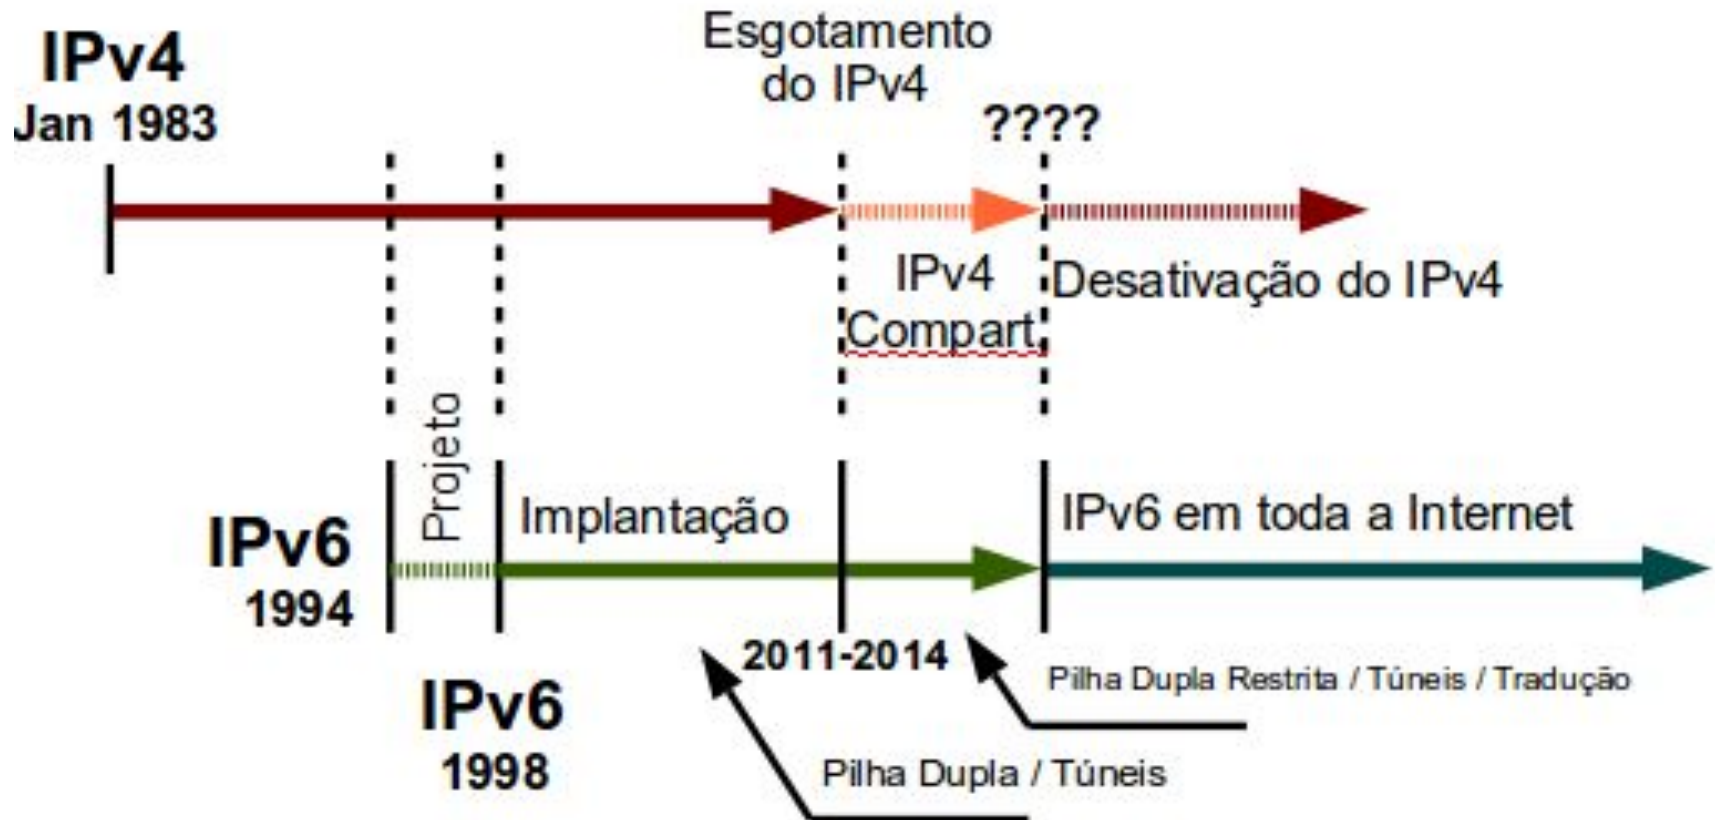 IPv4
Jan 1983
Esgotamento
do IPv4
????
IPv4
Compart.
Desativação do IPv4
Projeto
IPv6
1994
Implantação
IPv6 em toda a Internet
IPv6
1998
2011-2014
Pilha Dupla Restrita / Túneis / Tradução
Pilha Dupla / Túneis